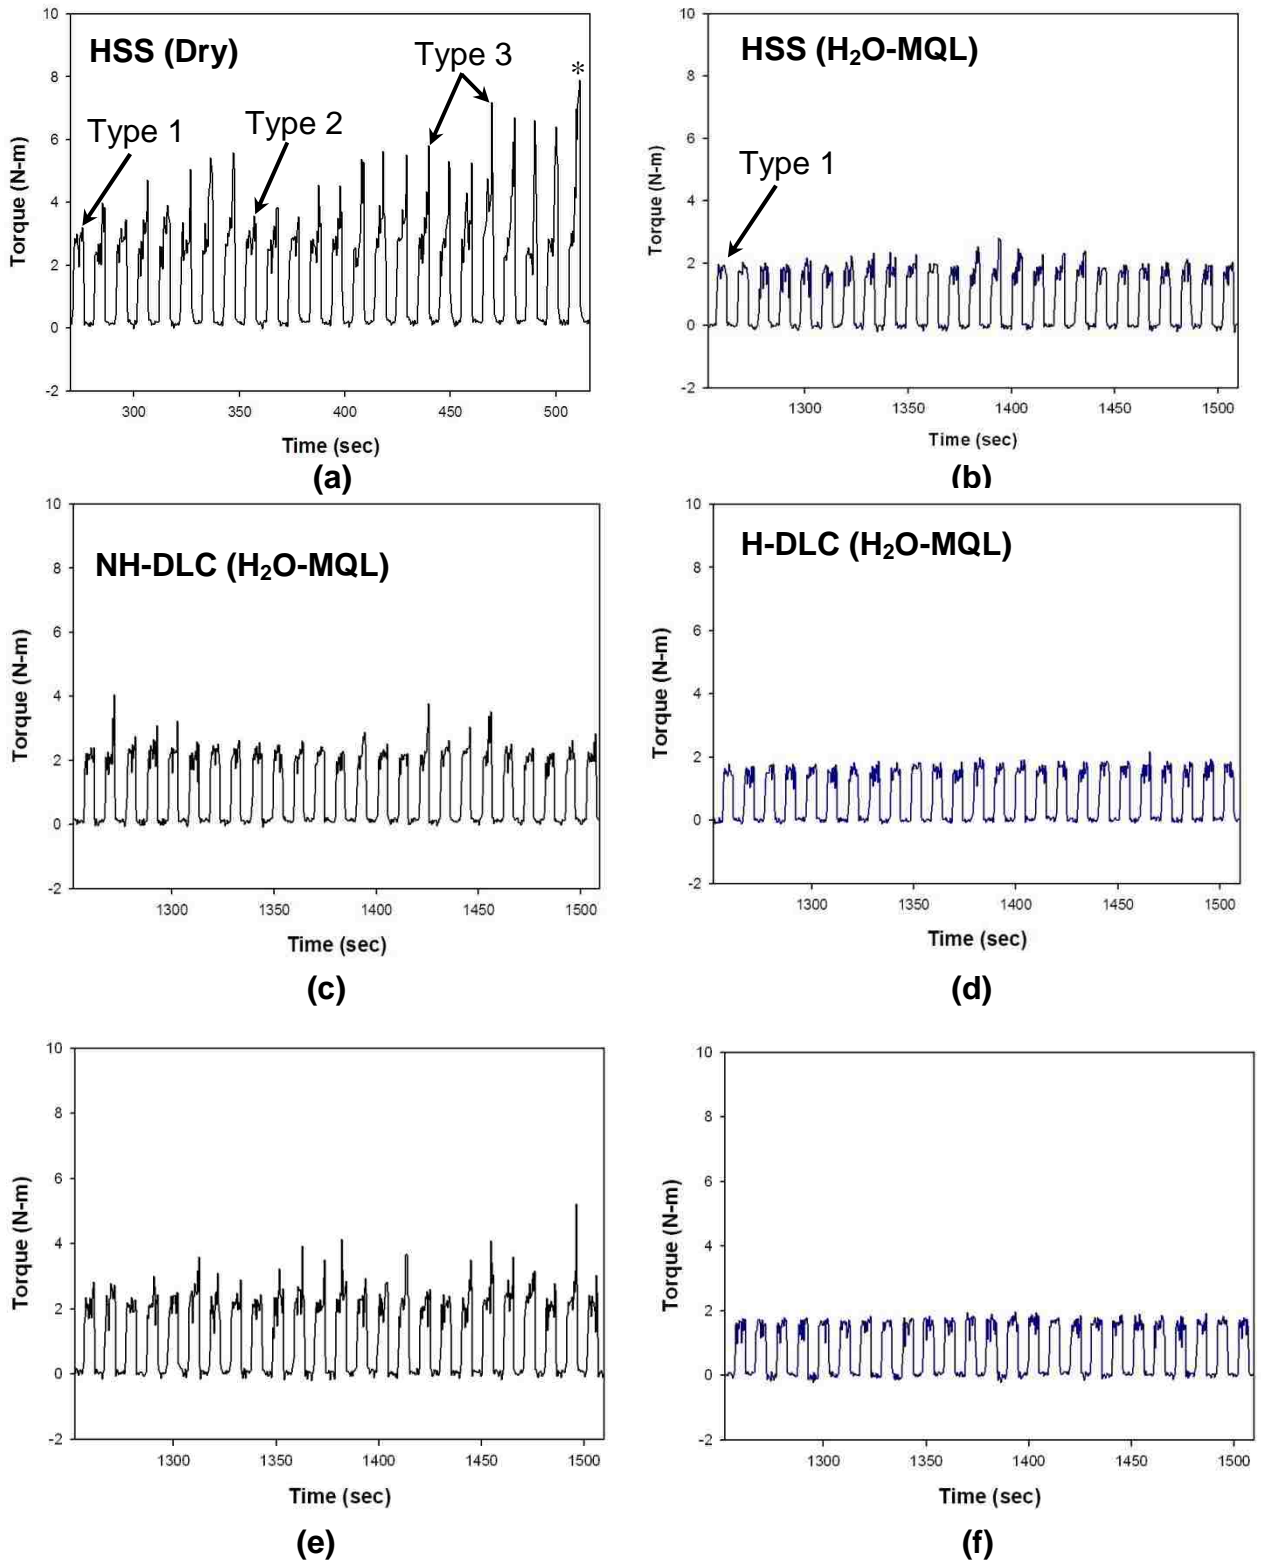 10
8
6
4
2
0
-2
Torque (N-m)
HSS (Dry)
Type 1
Type 2
Type 3
*
300 350 400 450 500
Time (sec)
(a)
10
8
6
4
2
0
-2
Torque (N-m)
HSS (H₂O-MQL)
Type 1
1300 1350 1400 1450 1500
Time (sec)
(b)
10
8
6
4
2
0
-2
Torque (N-m)
NH-DLC (H₂O-MQL)
1300 1350 1400 1450 1500
Time (sec)
(c)
10
8
6
4
2
0
-2
Torque (N-m)
H-DLC (H₂O-MQL)
1300 1350 1400 1450 1500
Time (sec)
(d)
10
8
6
4
2
0
-2
Torque (N-m)
1300 1350 1400 1450 1500
Time (sec)
(e)
10
8
6
4
2
0
-2
Torque (N-m)
1300 1350 1400 1450 1500
Time (sec)
(f)